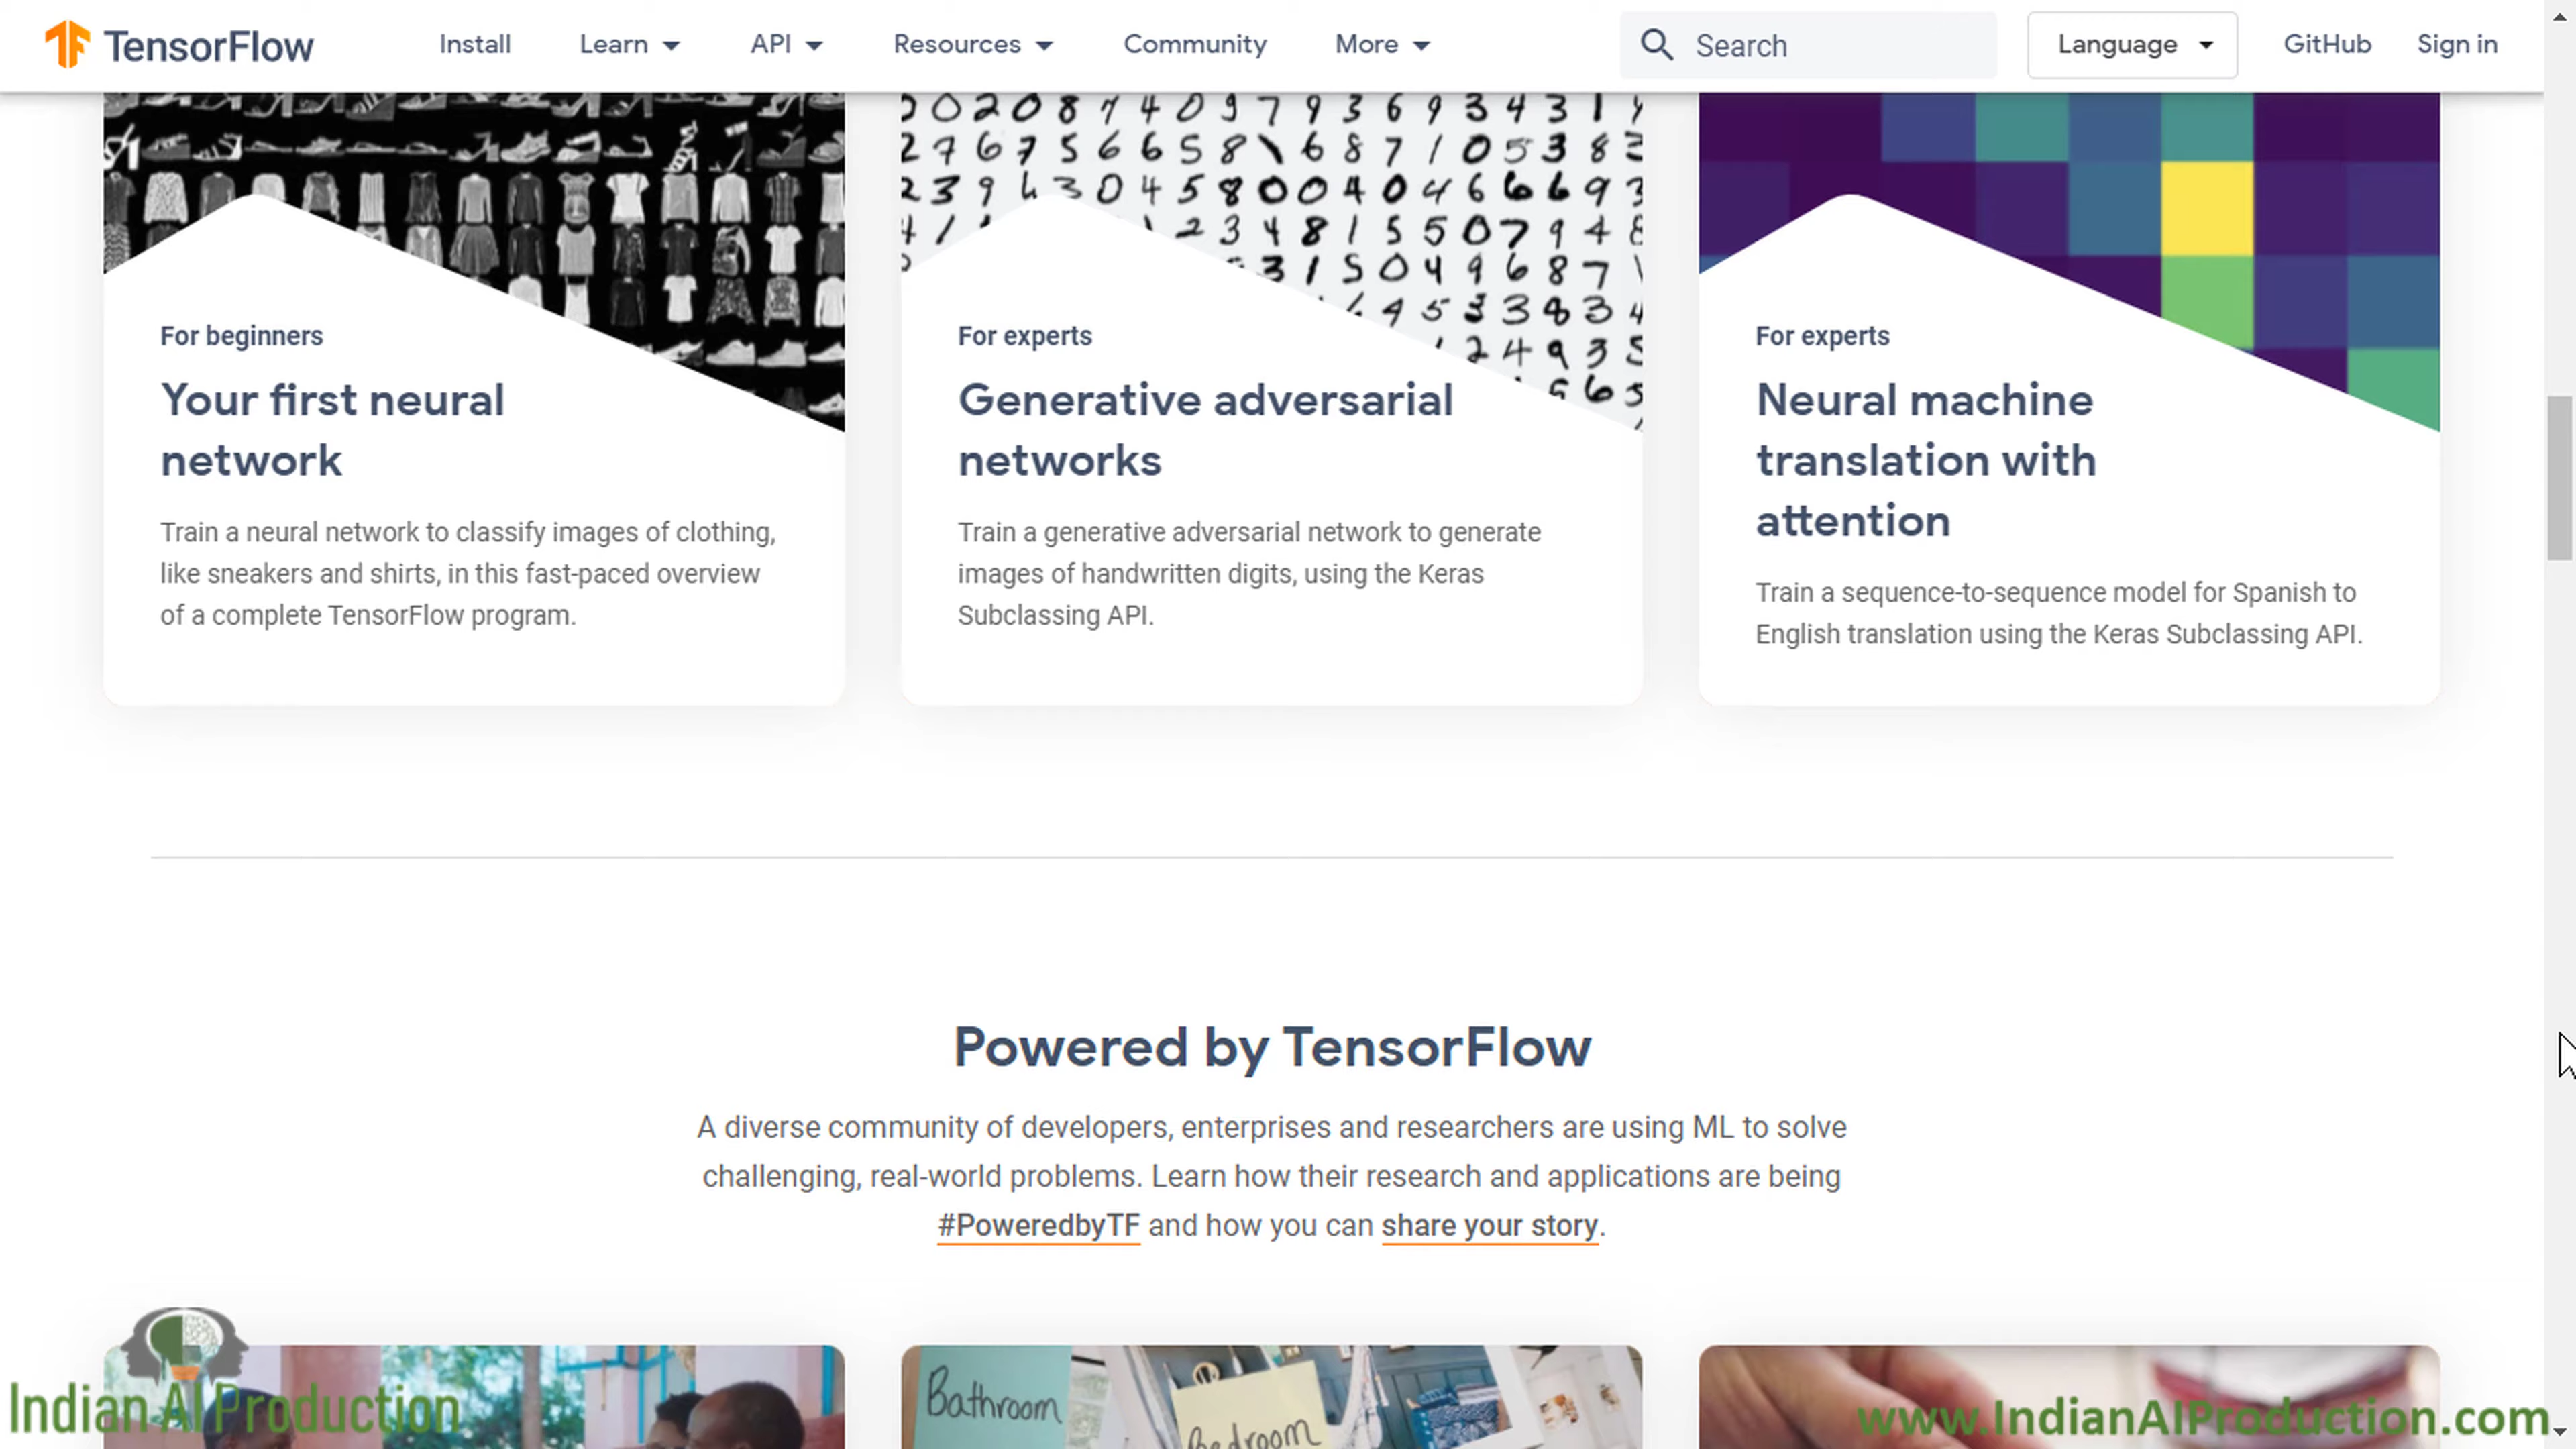 TensorFlow Install Learn API Resources Community More Search Language GitHub Sign in
For beginners
Your first neural
network
Train a neural network to classify images of clothing,
like sneakers and shirts, in this fast-paced overview
of a complete TensorFlow program.
For experts
Generative adversarial
networks
Train a generative adversarial network to generate
images of handwritten digits, using the Keras
Subclassing API.
For experts
Neural machine
translation with
attention
Train a sequence-to-sequence model for Spanish to
English translation using the Keras Subclassing API.
Powered by TensorFlow
A diverse community of developers, enterprises and researchers are using ML to solve
challenging, real-world problems. Learn how their research and applications are being
#PoweredbyTF and how you can share your story.
Bathroom
Bedroom
Indian AI Production
www.IndianAIProduction.com